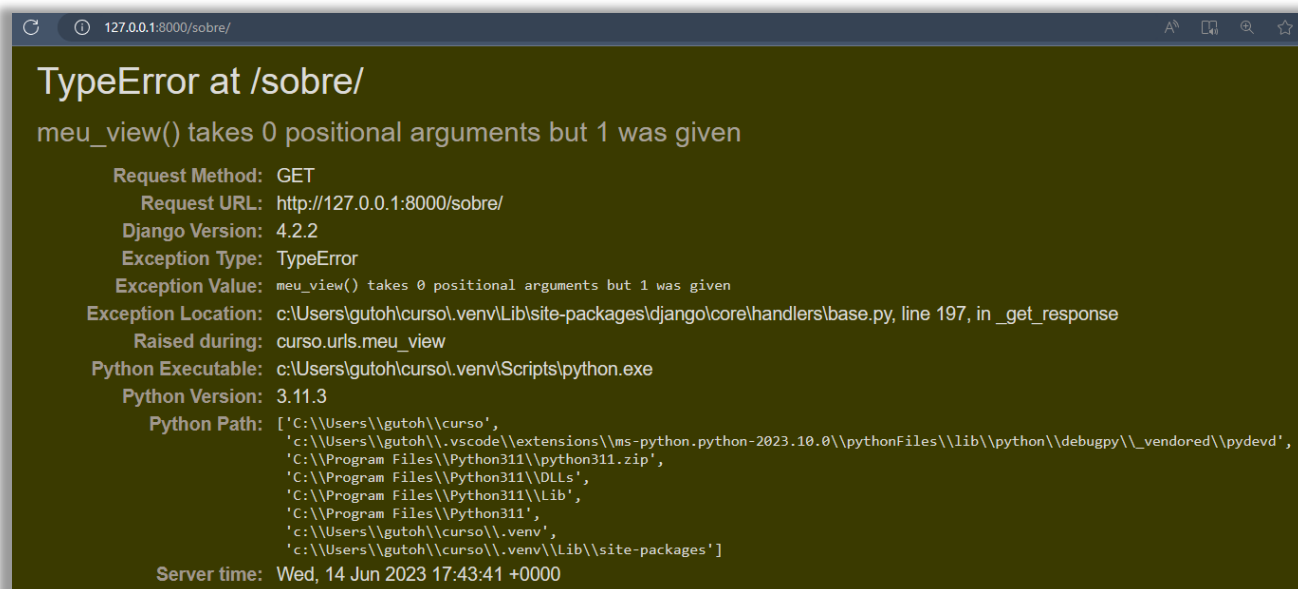 127.0.0.1:8000/sobre/
TypeError at /sobre/
meu_view() takes 0 positional arguments but 1 was given
Request Method: GET
Request URL: http://127.0.0.1:8000/sobre/
Django Version: 4.2.2
Exception Type: TypeError
Exception Value: meu_view() takes 0 positional arguments but 1 was given
Exception Location: c:\Users\gutoh\curso\.venv\Lib\site-packages\django\core\handlers\base.py, line 197, in _get_response
Raised during: curso.urls.meu_view
Python Executable: c:\Users\gutoh\curso\.venv\Scripts\python.exe
Python Version: 3.11.3
Python Path: ['C:\\Users\\gutoh\\curso',
'c:\\Users\\gutoh\\.vscode\\extensions\\ms-python.python-2023.10.0\\pythonFiles\\lib\\python\\debugpy\\_vendored\\pydevd',
'C:\\Program Files\\Python311\\python311.zip',
'C:\\Program Files\\Python311\\DLLs',
'C:\\Program Files\\Python311\\Lib',
'C:\\Program Files\\Python311',
'c:\\Users\\gutoh\\curso\\.venv',
'c:\\Users\\gutoh\\curso\\.venv\\Lib\\site-packages']
Server time: Wed, 14 Jun 2023 17:43:41 +0000